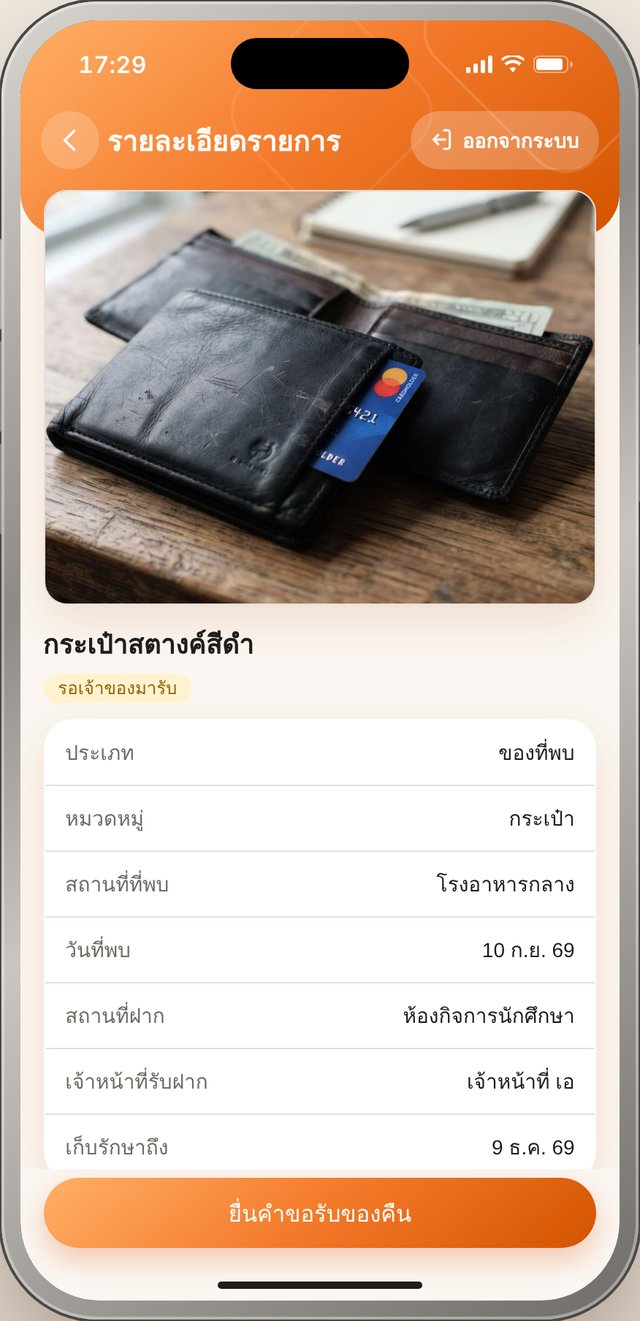 17:29
รายละเอียดรายการ
ออกจากระบบ
CARDHOLDER
LDER
กระเป๋าสตางค์สีดำ
รอเจ้าของมารับ
ประเภท ของที่พบ
หมวดหมู่ กระเป๋า
สถานที่ที่พบ โรงอาหารกลาง
วันที่พบ 10 ก.ย. 69
สถานที่ฝาก ห้องกิจการนักศึกษา
เจ้าหน้าที่รับฝาก เจ้าหน้าที่ เอ
เก็บรักษาถึง 9 ธ.ค. 69
ยื่นคำขอรับของคืน